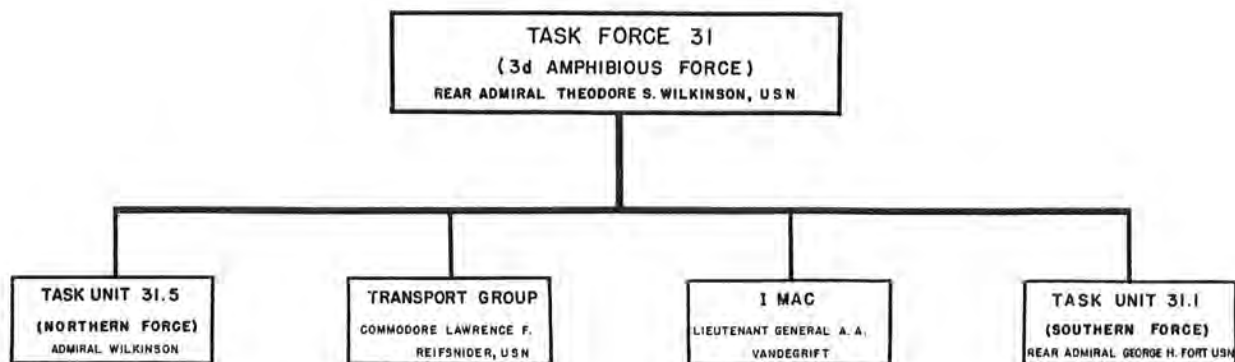 TASK FORCE 31
(3d AMPHIBIOUS FORCE)
REAR ADMIRAL THEODORE S. WILKINSON, USN
TASK UNIT 31.5
(NORTHERN FORCE)
ADMIRAL WILKINSON
TRANSPORT GROUP
COMMODORE LAWRENCE F.
REIFSNIDER, USN
I MAC
LIEUTENANT GENERAL A. A.
VANDEGRIFT
TASK UNIT 31.1
(SOUTHERN FORCE)
REAR ADMIRAL GEORGE H. FORT USN